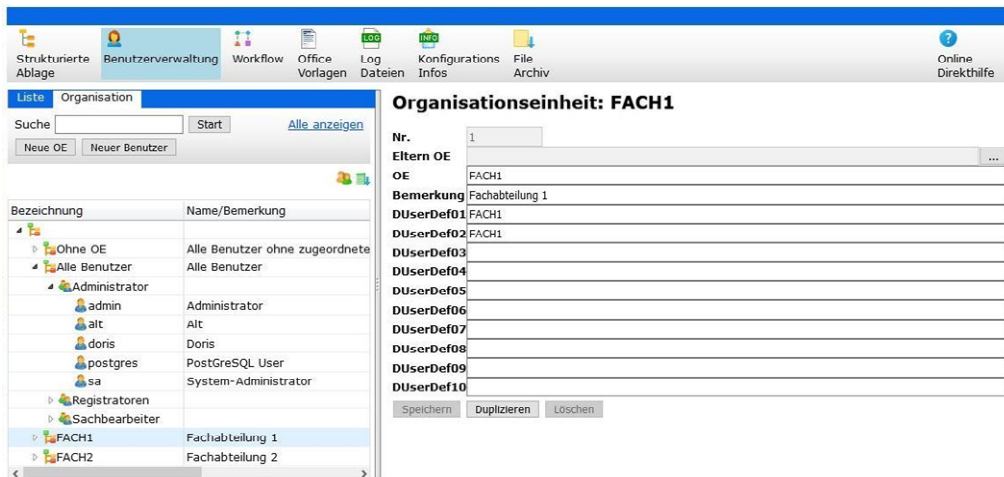 Strukturierte Ablage
Benutzerverwaltung
Workflow
Office Vorlagen
LOG
Log Dateien
INFO
Konfigurations Infos
File Archiv
?
Online Direkthilfe
Liste Organisation
Suche Start Alle anzeigen
Neue OE Neuer Benutzer
Bezeichnung Name/Bemerkung
Ohne OE Alle Benutzer ohne zugeordnete
Alle Benutzer Alle Benutzer
Administrator
admin Administrator
alt Alt
doris Doris
postgres PostGreSQL User
sa System-Administrator
Registratoren
Sachbearbeiter
FACH1 Fachabteilung 1
FACH2 Fachabteilung 2
Organisationseinheit: FACH1
Nr. 1
Eltern OE ...
OE FACH1
Bemerkung Fachabteilung 1
DUserDef01 FACH1
DUserDef02 FACH1
DUserDef03
DUserDef04
DUserDef05
DUserDef06
DUserDef07
DUserDef08
DUserDef09
DUserDef10
Speichern Duplizieren Löschen